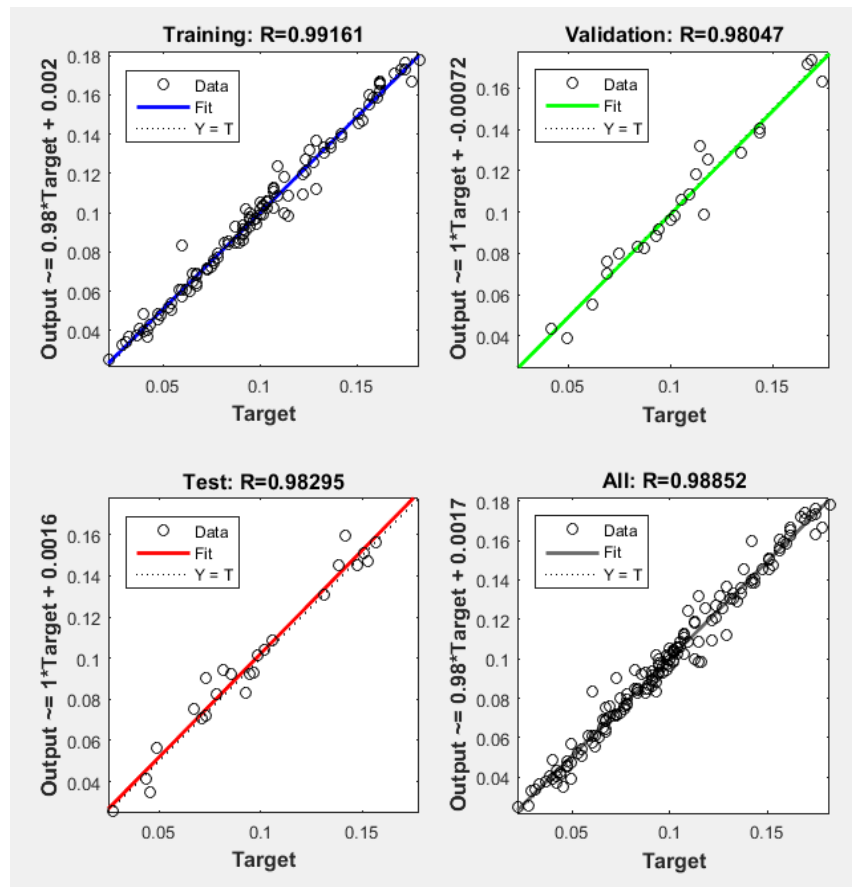 Training: R=0.99161
Output ~= 0.98*Target + 0.002
0.18
0.16
0.14
0.12
0.1
0.08
0.06
0.04
Data
Fit
Y = T
0.05
0.1
0.15
Target
Validation: R=0.98047
Output ~= 1*Target + -0.00072
0.16
0.14
0.12
0.1
0.08
0.06
0.04
Data
Fit
Y = T
0.05
0.1
0.15
Target
Test: R=0.98295
Output ~= 1*Target + 0.0016
0.16
0.14
0.12
0.1
0.08
0.06
0.04
Data
Fit
Y = T
0.05
0.1
0.15
Target
All: R=0.98852
Output ~= 0.98*Target + 0.0017
0.18
0.16
0.14
0.12
0.1
0.08
0.06
0.04
Data
Fit
Y = T
0.05
0.1
0.15
Target